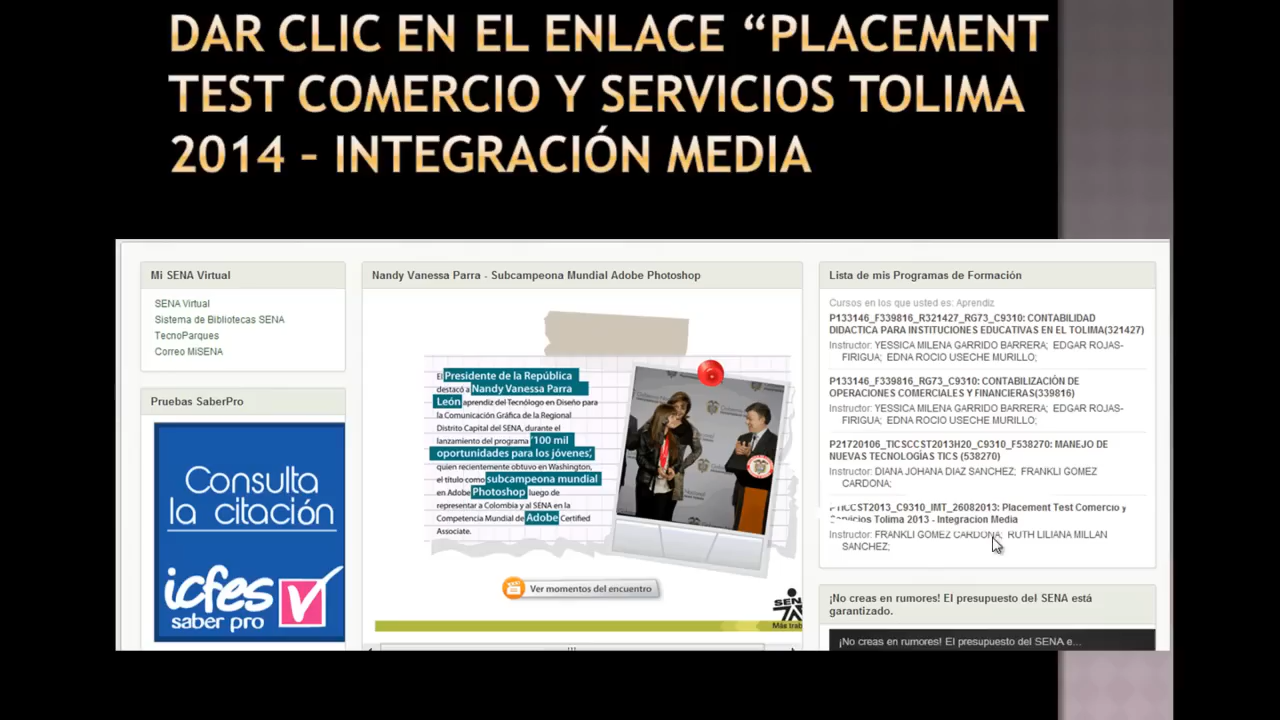 DAR CLIC EN EL ENLACE “PLACEMENT
TEST COMERCIO Y SERVICIOS TOLIMA
2014 – INTEGRACIÓN MEDIA
Mi SENA Virtual
SENA Virtual
Sistema de Bibliotecas SENA
TecnoParques
Correo MiSENA
Pruebas SaberPro
Consulta
la citación
icfes
saber pro
Nandy Vanessa Parra - Subcampeona Mundial Adobe Photoshop
El Presidente de la República
destacó a Nandy Vanessa Parra
León aprendiz del Tecnólogo en Diseño para
la Comunicación Gráfica de la Regional
Distrito Capital del SENA, durante el
lanzamiento del programa ‘100 mil
oportunidades para los jóvenes’,
quien recientemente obtuvo en Washington,
el título como subcampeona mundial
en Adobe Photoshop luego de
representar a Colombia y al SENA en la
Competencia Mundial de Adobe Certified
Associate.
Ver momentos del encuentro
SENA
Más trab
Lista de mis Programas de Formación
Cursos en los que usted es: Aprendiz
P133146_F339816_R321427_RG73_C9310: CONTABILIDAD
DIDACTICA PARA INSTITUCIONES EDUCATIVAS EN EL TOLIMA(321427)
Instructor: YESSICA MILENA GARRIDO BARRERA; EDGAR ROJAS-
FIRIGUA; EDNA ROCIO USECHE MURILLO;
P133146_F339816_RG73_C9310: CONTABILIZACIÓN DE
OPERACIONES COMERCIALES Y FINANCIERAS(339816)
Instructor: YESSICA MILENA GARRIDO BARRERA; EDGAR ROJAS-
FIRIGUA; EDNA ROCIO USECHE MURILLO;
P21720106_TICSCCST2013H20_C9310_F538270: MANEJO DE
NUEVAS TECNOLOGÍAS TICS (538270)
Instructor: DIANA JOHANA DIAZ SANCHEZ; FRANKLI GOMEZ
CARDONA;
PTICCST2013_C9310_IMT_26082013: Placement Test Comercio y
Servicios Tolima 2013 - Integracion Media
Instructor: FRANKLI GOMEZ CARDONA; RUTH LILIANA MILLAN
SANCHEZ;
¡No creas en rumores! El presupuesto del SENA está
garantizado.
¡No creas en rumores! El presupuesto del SENA e...